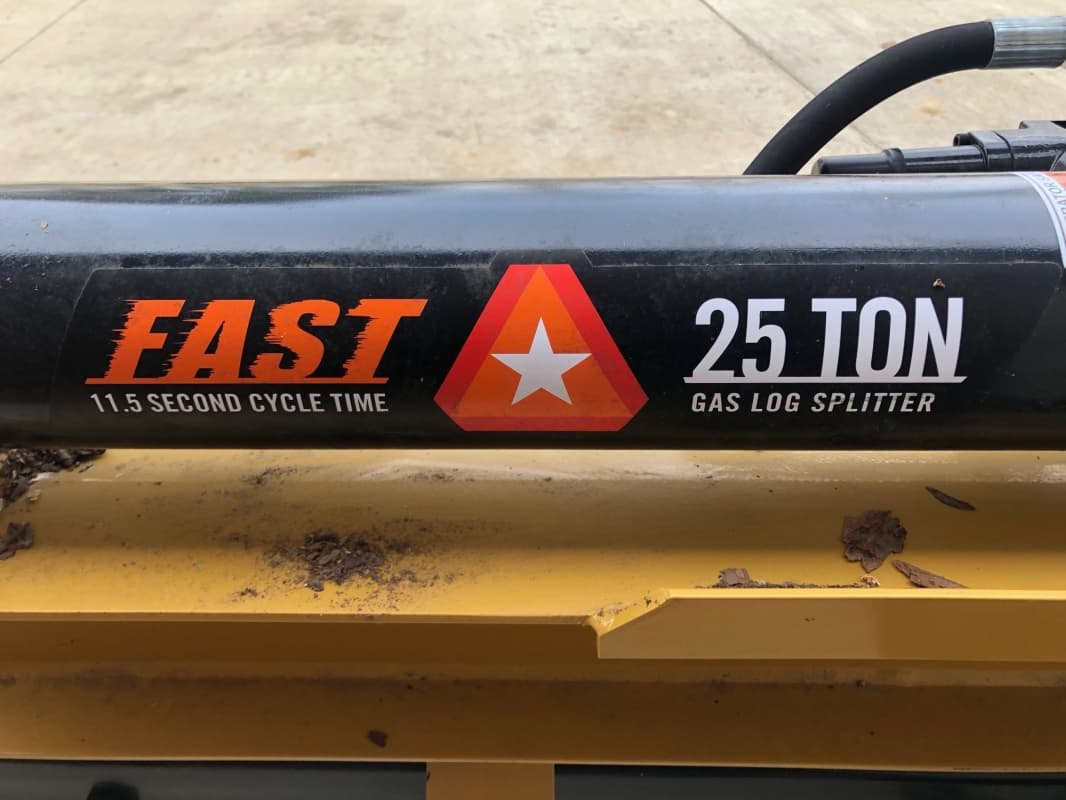 FAST
11.5 SECOND CYCLE TIME
25 TON
GAS LOG SPLITTER